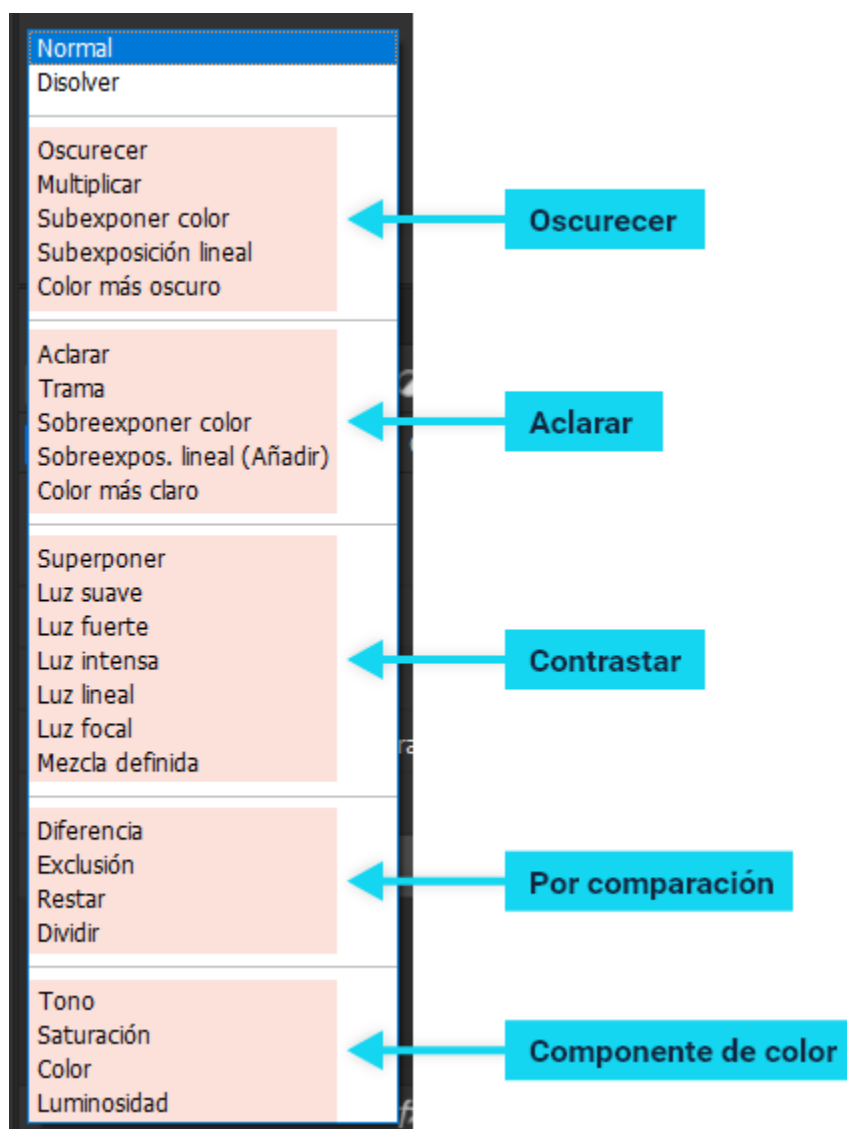 Normal
Disolver
Oscurecer
Multiplicar
Subexponer color
Subexposición lineal
Color más oscuro
Oscurecer
Aclarar
Trama
Sobreexponer color
Sobreexpos. lineal (Añadir)
Color más claro
Aclarar
Superponer
Luz suave
Luz fuerte
Luz intensa
Luz lineal
Luz focal
Mezcla definida
Contrastar
Diferencia
Exclusión
Restar
Dividir
Por comparación
Tono
Saturación
Color
Luminosidad
Componente de color